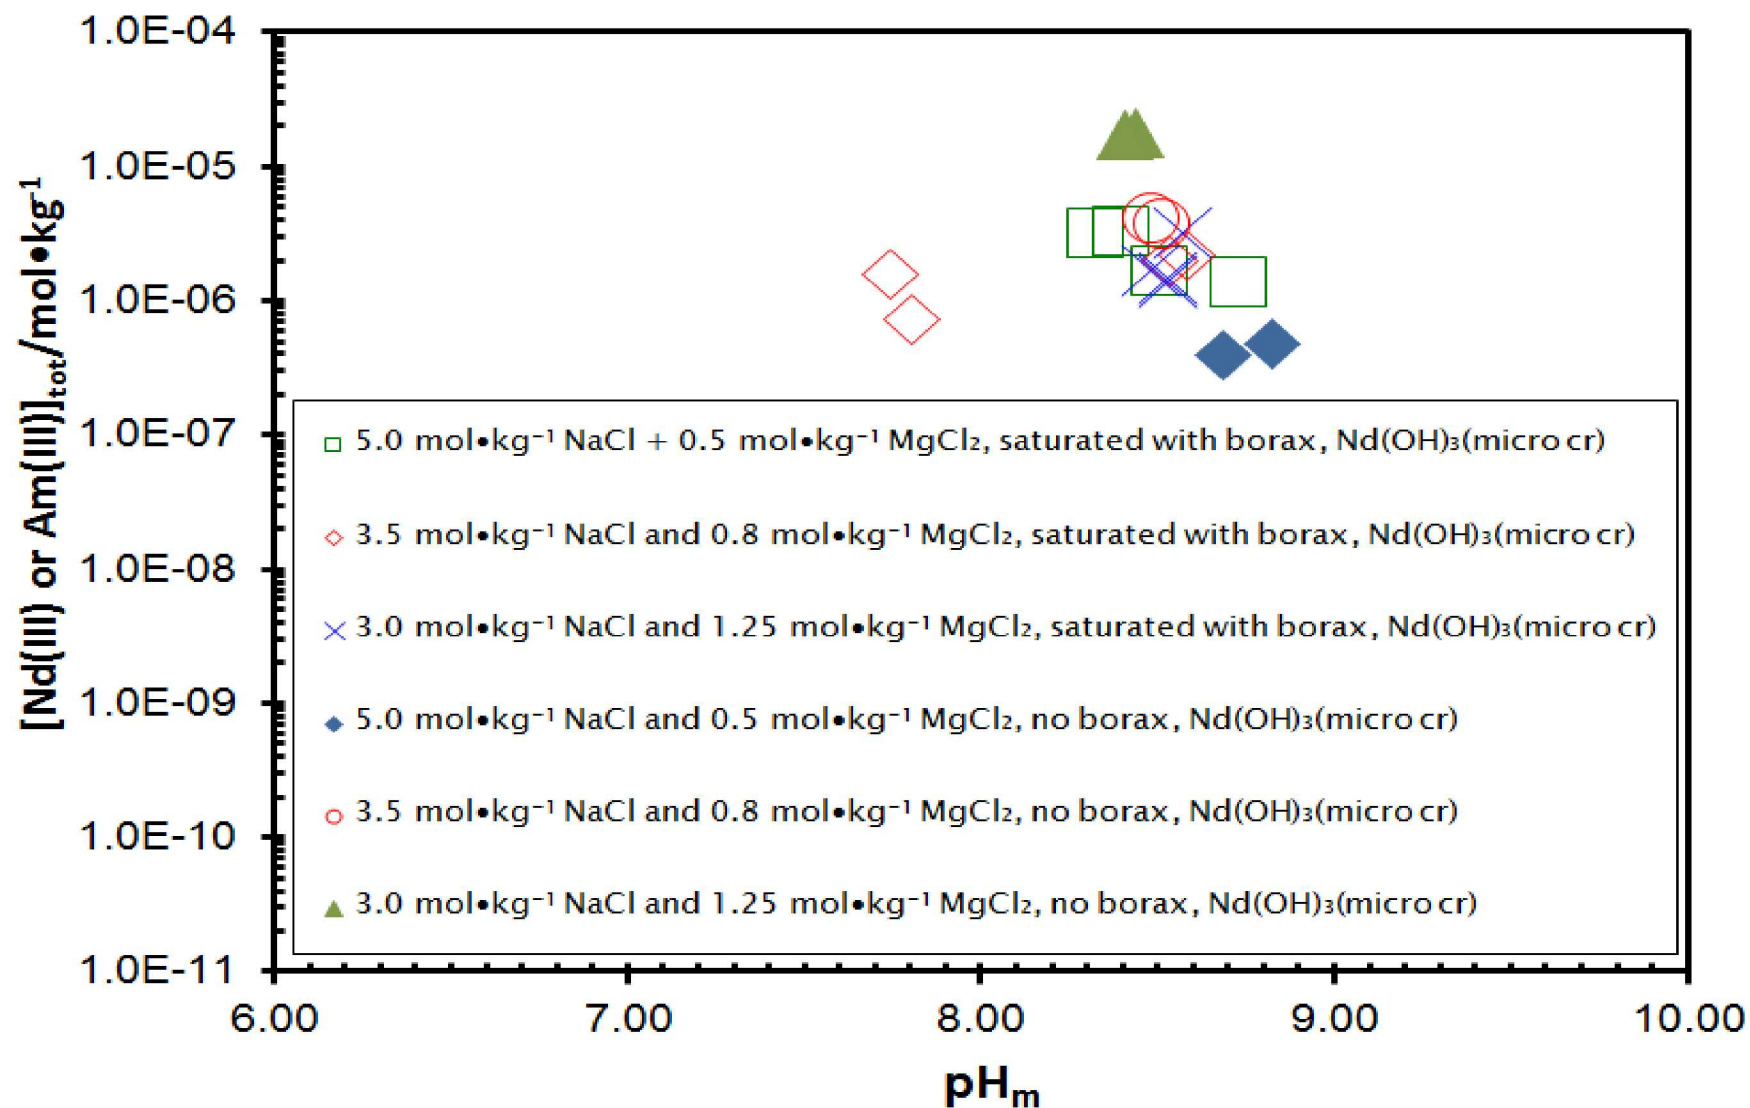 1.0E-04
1.0E-05
1.0E-06
1.0E-07
1.0E-08
1.0E-09
1.0E-10
1.0E-11
[Nd(III) or Am(III)]tot/mol•kg⁻¹
5.0 mol•kg⁻¹ NaCl + 0.5 mol•kg⁻¹ MgCl₂, saturated with borax, Nd(OH)₃(micro cr)
3.5 mol•kg⁻¹ NaCl and 0.8 mol•kg⁻¹ MgCl₂, saturated with borax, Nd(OH)₃(micro cr)
3.0 mol•kg⁻¹ NaCl and 1.25 mol•kg⁻¹ MgCl₂, saturated with borax, Nd(OH)₃(micro cr)
5.0 mol•kg⁻¹ NaCl and 0.5 mol•kg⁻¹ MgCl₂, no borax, Nd(OH)₃(micro cr)
3.5 mol•kg⁻¹ NaCl and 0.8 mol•kg⁻¹ MgCl₂, no borax, Nd(OH)₃(micro cr)
3.0 mol•kg⁻¹ NaCl and 1.25 mol•kg⁻¹ MgCl₂, no borax, Nd(OH)₃(micro cr)
6.00 7.00 8.00 9.00 10.00
pHm